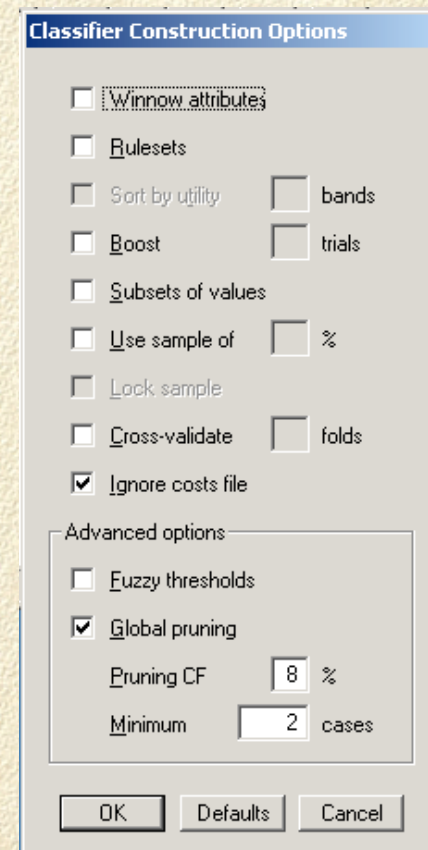 Classifier Construction Options
Winnow attributes
Rulesets
Sort by utility bands
Boost trials
Subsets of values
Use sample of %
Lock sample
Cross-validate folds
Ignore costs file
Advanced options
Fuzzy thresholds
Global pruning
Pruning CF 8 %
Minimum 2 cases
OK Defaults Cancel